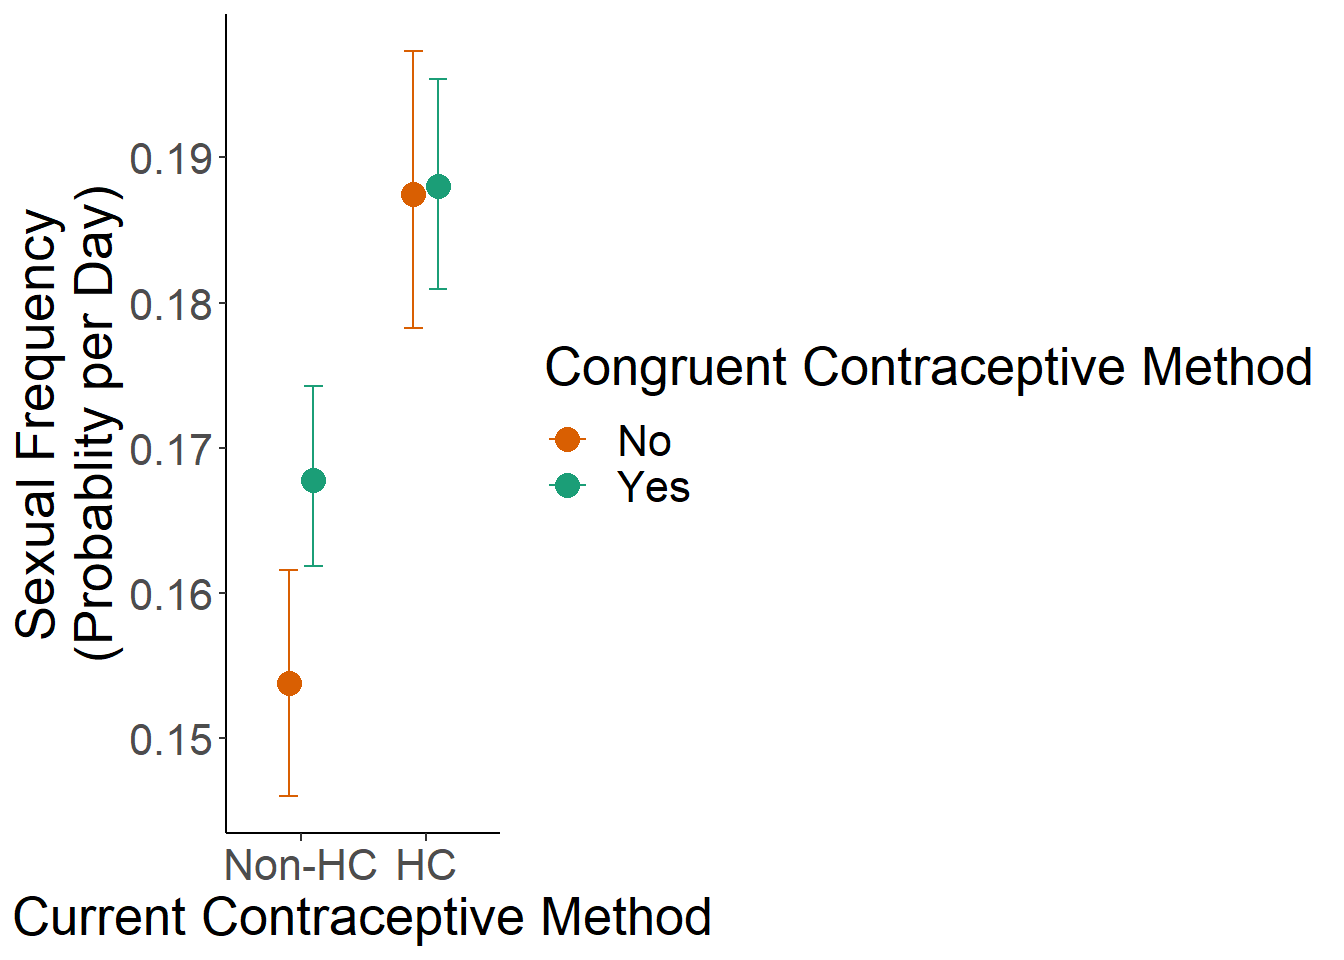 Sexual Frequency
(Probablity per Day)
0.19
0.18
0.17
0.16
0.15
Non-HC HC
Current Contraceptive Method
Congruent Contraceptive Method
No
Yes